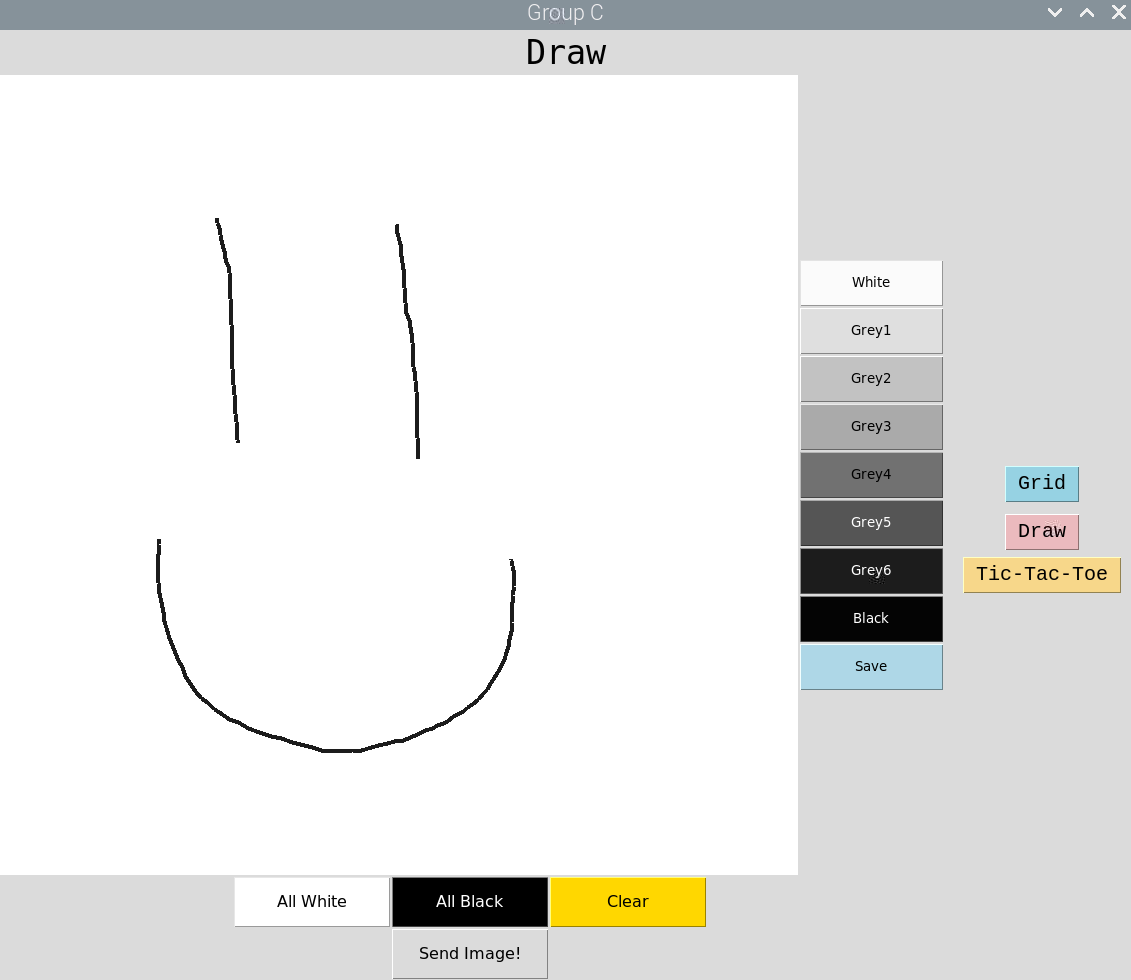 Group C
Draw
White
Grey1
Grey2
Grey3
Grey4
Grey5
Grey6
Black
Save
Grid
Draw
Tic-Tac-Toe
All White
All Black
Clear
Send Image!